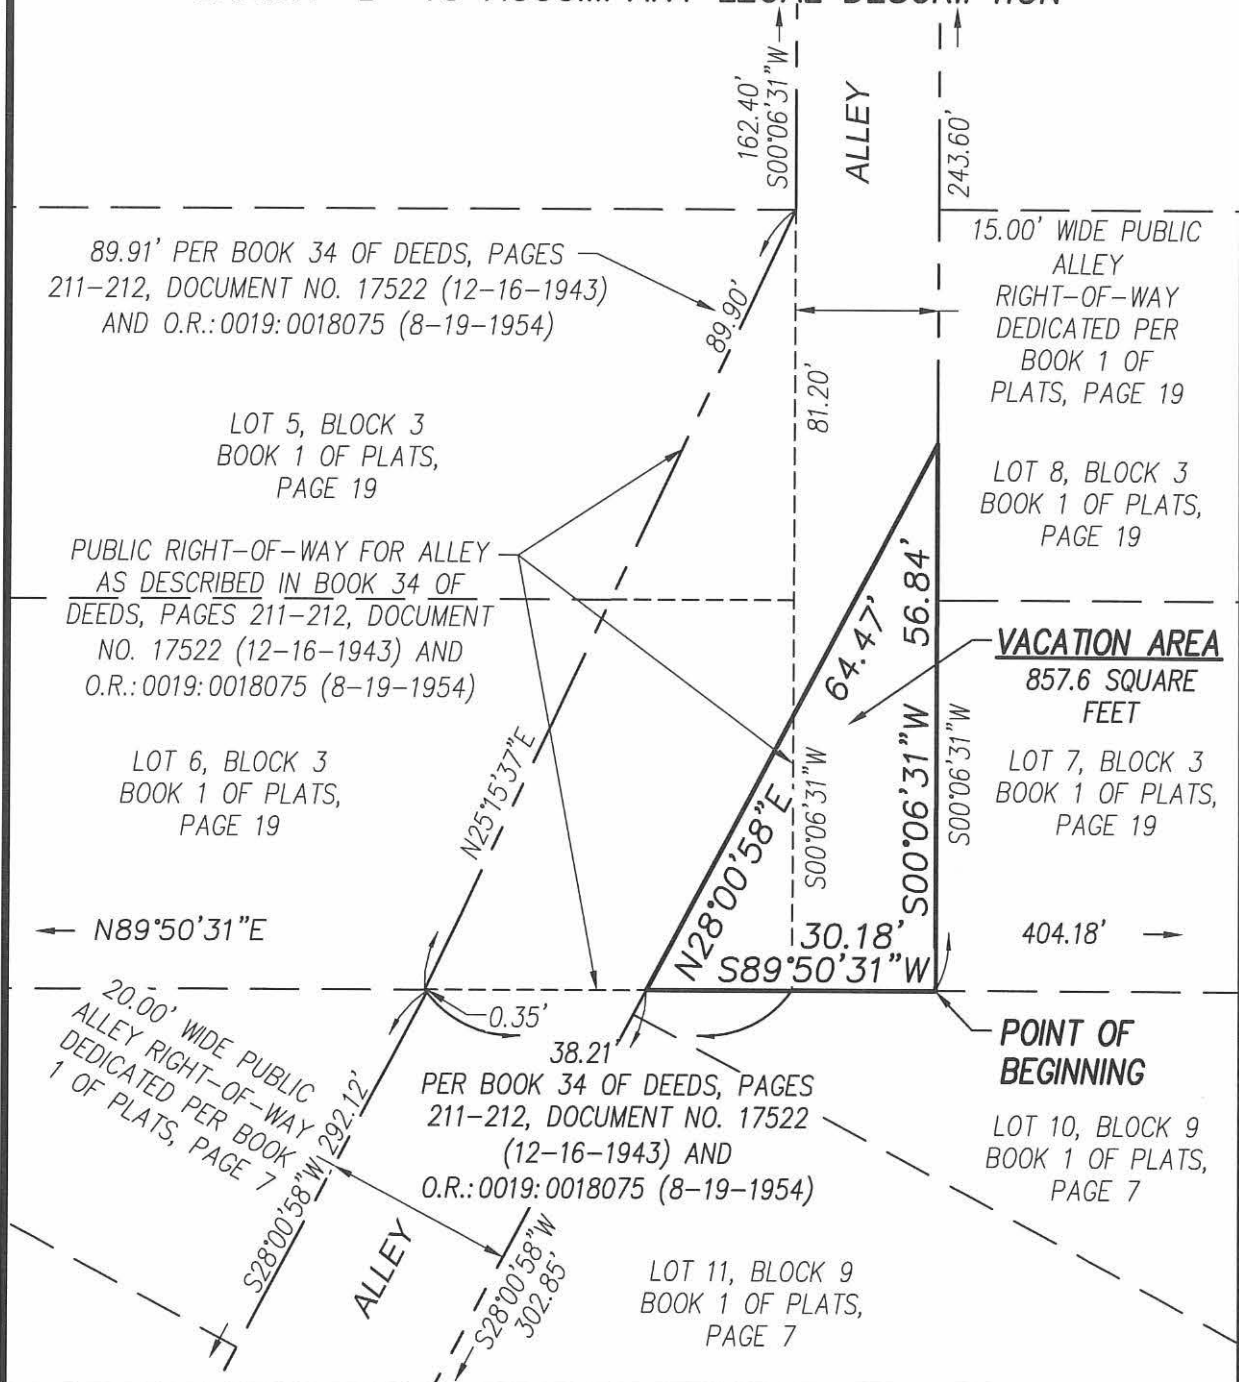 162.40'
S00°06'31"W
ALLEY
243.60'
89.91' PER BOOK 34 OF DEEDS, PAGES
211-212, DOCUMENT NO. 17522 (12-16-1943)
AND O.R.:0019:0018075 (8-19-1954)
89.90'
15.00' WIDE PUBLIC
ALLEY
RIGHT-OF-WAY
DEDICATED PER
BOOK 1 OF
PLATS, PAGE 19
81.20'
LOT 5, BLOCK 3
BOOK 1 OF PLATS,
PAGE 19
LOT 8, BLOCK 3
BOOK 1 OF PLATS,
PAGE 19
PUBLIC RIGHT-OF-WAY FOR ALLEY
AS DESCRIBED IN BOOK 34 OF
DEEDS, PAGES 211-212, DOCUMENT
NO. 17522 (12-16-1943) AND
O.R.:0019:0018075 (8-19-1954)
64.47'
56.84'
VACATION AREA
857.6 SQUARE
FEET
LOT 6, BLOCK 3
BOOK 1 OF PLATS,
PAGE 19
N25°15'37"E
N28°00'58"E
S00°06'31"W
S00°06'31"W
S00°06'31"W
LOT 7, BLOCK 3
BOOK 1 OF PLATS,
PAGE 19
N89°50'31"E
30.18'
S89°50'31"W
404.18'
0.35'
38.21'
PER BOOK 34 OF DEEDS, PAGES
211-212, DOCUMENT NO. 17522
(12-16-1943) AND
O.R.:0019:0018075 (8-19-1954)
POINT OF
BEGINNING
20.00' WIDE PUBLIC
ALLEY RIGHT-OF-WAY
DEDICATED PER BOOK
1 OF PLATS, PAGE 7
S28°00'58"W 292.12'
ALLEY
S28°00'58"W
302.85'
LOT 10, BLOCK 9
BOOK 1 OF PLATS,
PAGE 7
LOT 11, BLOCK 9
BOOK 1 OF PLATS,
PAGE 7